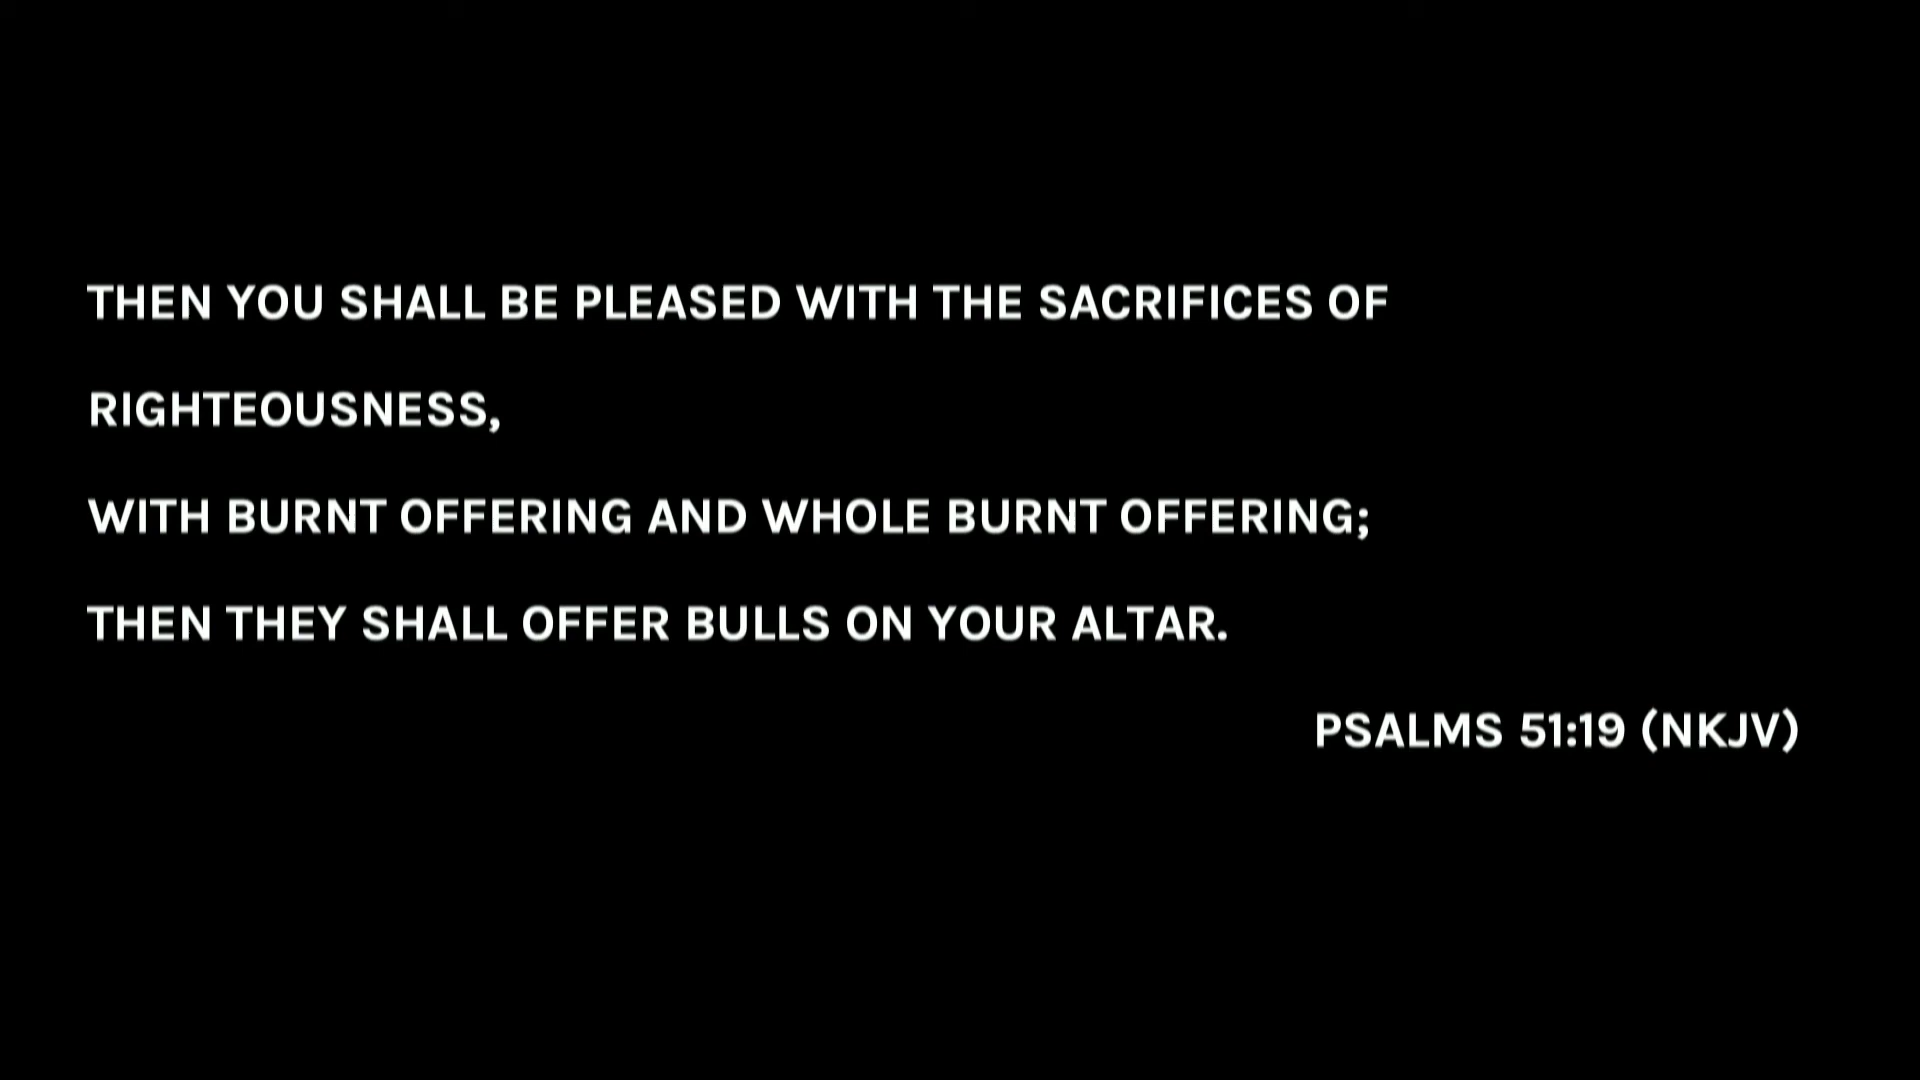 THEN YOU SHALL BE PLEASED WITH THE SACRIFICES OF
RIGHTEOUSNESS,
WITH BURNT OFFERING AND WHOLE BURNT OFFERING;
THEN THEY SHALL OFFER BULLS ON YOUR ALTAR.
PSALMS 51:19 (NKJV)